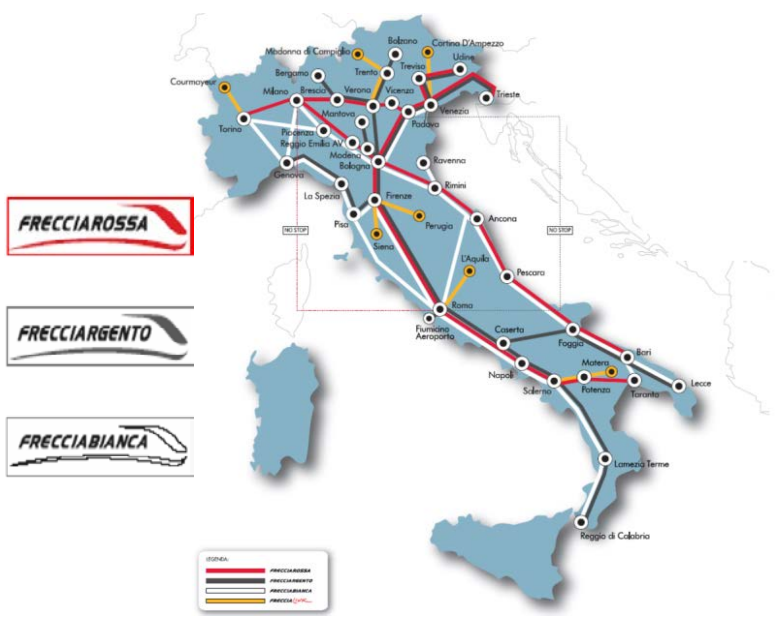 Bolzano
Madonna di Campiglio
Cortina D'Ampezzo
Trento
Treviso
Udine
Bergamo
Courmayeur
Milano
Brescia
Verona
Vicenza
Trieste
Mantova
Padova
Venezia
Torino
Piacenza
Reggio Emilia AV
Modena
Bologna
Ravenna
Genova
La Spezia
Firenze
Rimini
FRECCIAROSSA
Pisa
Perugia
Ancona
NO STOP
NO STOP
Siena
L'Aquila
Pescara
Roma
FRECCIARGENTO
Fiumicino
Aeroporto
Caserta
Foggia
Bari
Napoli
Matera
Salerno
Potenza
Taranto
Lecce
FRECCIABIANCA
Lamezia Terme
Reggio di Calabria
LEGENDA:
FRECCIAROSSA
FRECCIARGENTO
FRECCIABIANCA
FRECCIA